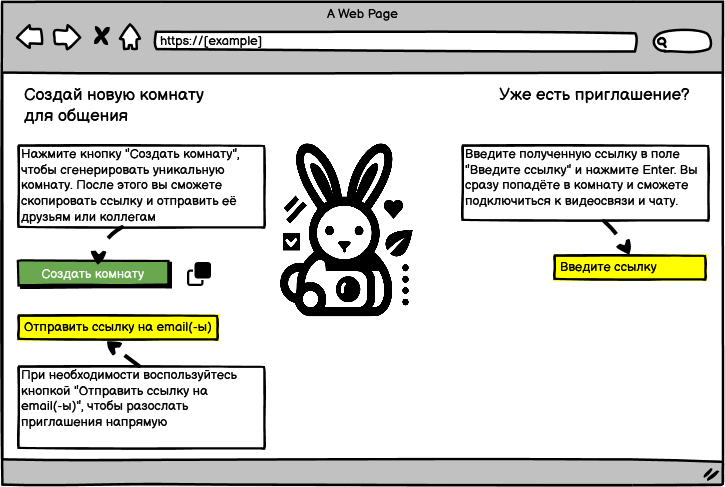 A Web Page
https://[example]
Создай новую комнату
для общения
Уже есть приглашение?
Нажмите кнопку "Создать комнату",
чтобы сгенерировать уникальную
комнату. После этого вы сможете
скопировать ссылку и отправить её
друзьям или коллегам
Введите полученную ссылку в поле
"Введите ссылку" и нажмите Enter. Вы
сразу попадёте в комнату и сможете
подключиться к видеосвязи и чату.
Создать комнату
Введите ссылку
Отправить ссылку на email(-ы)
При необходимости воспользуйтесь
кнопкой "Отправить ссылку на
email(-ы)", чтобы разослать
приглашения напрямую